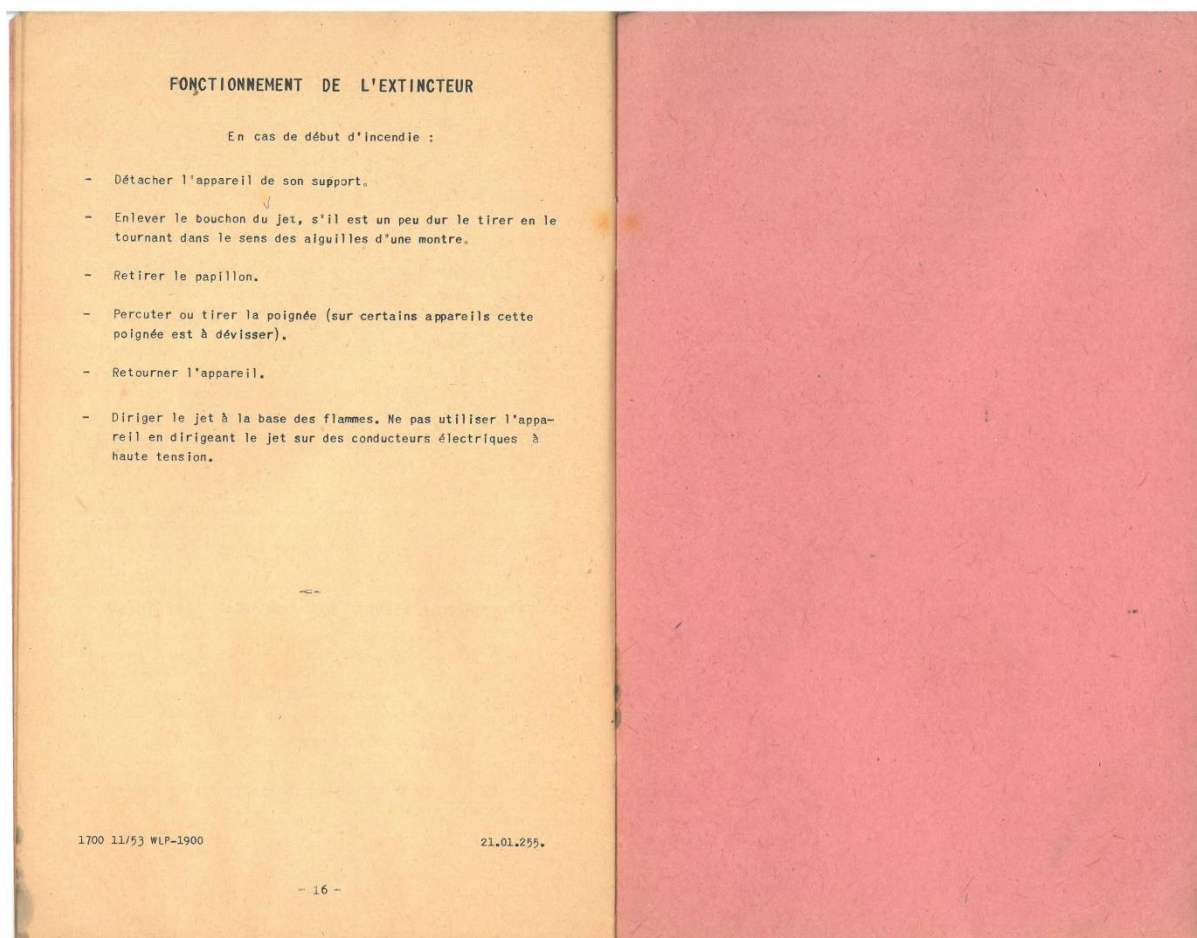 FONCTIONNEMENT DE L'EXTINCTEUR
En cas de début d'incendie :
- Détacher l'appareil de son support.
- Enlever le bouchon du jet, s'il est un peu dur le tirer en le
tournant dans le sens des aiguilles d'une montre.
- Retirer le papillon.
- Percuter ou tirer la poignée (sur certains appareils cette
poignée est à dévisser).
- Retourner l'appareil.
- Diriger le jet à la base des flammes. Ne pas utiliser l'appa-
reil en dirigeant le jet sur des conducteurs électriques à
haute tension.
1700 11/53 WLP-1900 21.01.255.
- 16 -